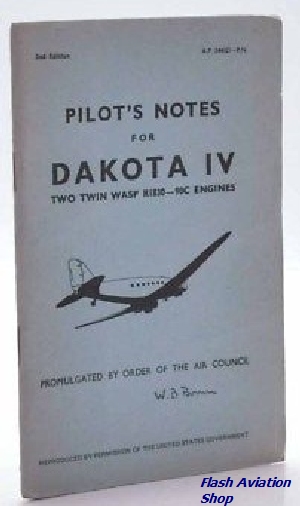 2nd Edition
A.P. 2445D—P.N.
PILOT'S NOTES
FOR
DAKOTA IV
TWO TWIN WASP R1830—90C ENGINES
PROMULGATED BY ORDER OF THE AIR COUNCIL
W. B.
REPRODUCED BY PERMISSION OF THE UNITED STATES GOVERNMENT
Flash Aviation
Shop